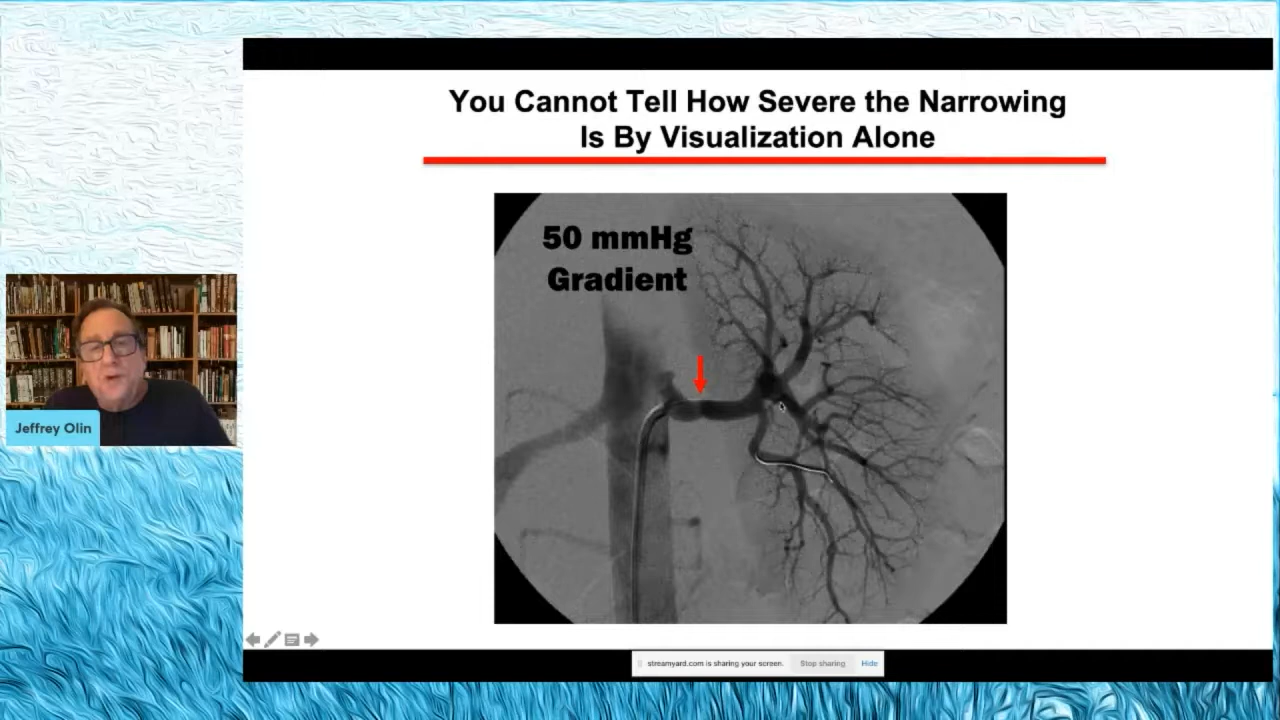 You Cannot Tell How Severe the Narrowing
Is By Visualization Alone
50 mmHg
Gradient
Jeffrey Olin
streamyard.com is sharing your screen.
Stop sharing
Hide